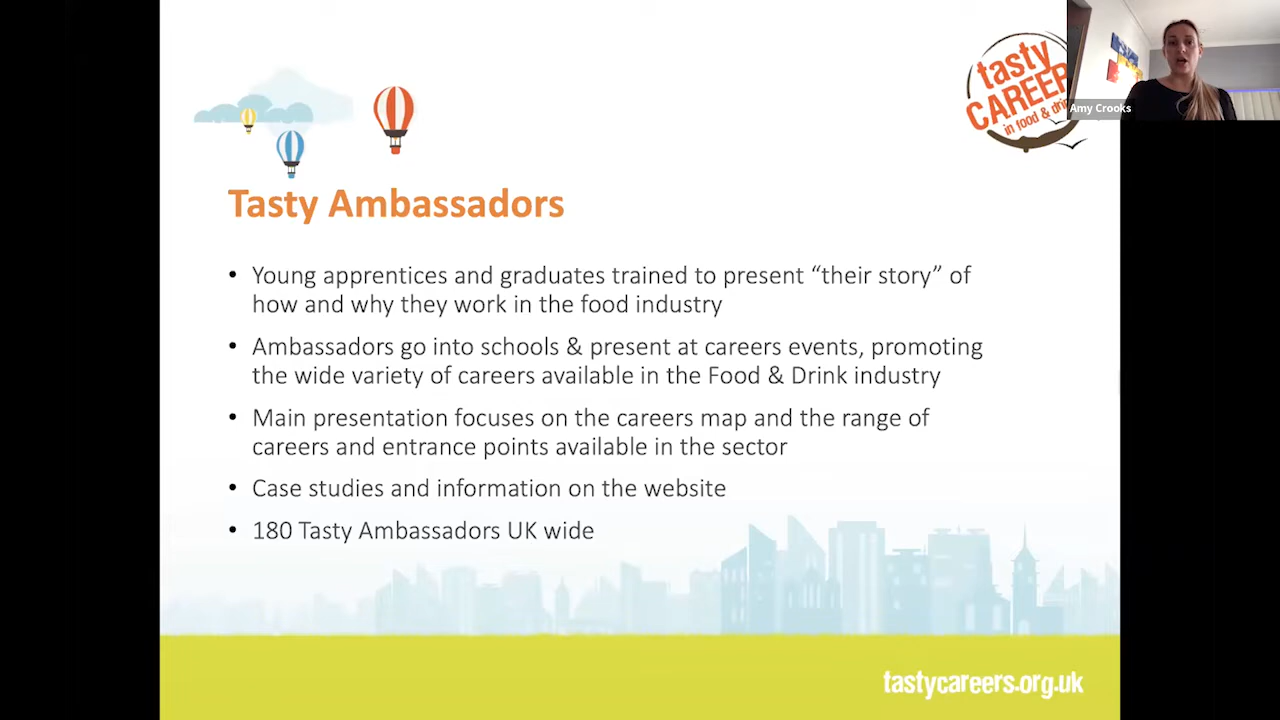 tasty
CAREER
in food & dri
Amy Crooks
Tasty Ambassadors
• Young apprentices and graduates trained to present “their story” of
how and why they work in the food industry
• Ambassadors go into schools & present at careers events, promoting
the wide variety of careers available in the Food & Drink industry
• Main presentation focuses on the careers map and the range of
careers and entrance points available in the sector
• Case studies and information on the website
• 180 Tasty Ambassadors UK wide
tastycareers.org.uk